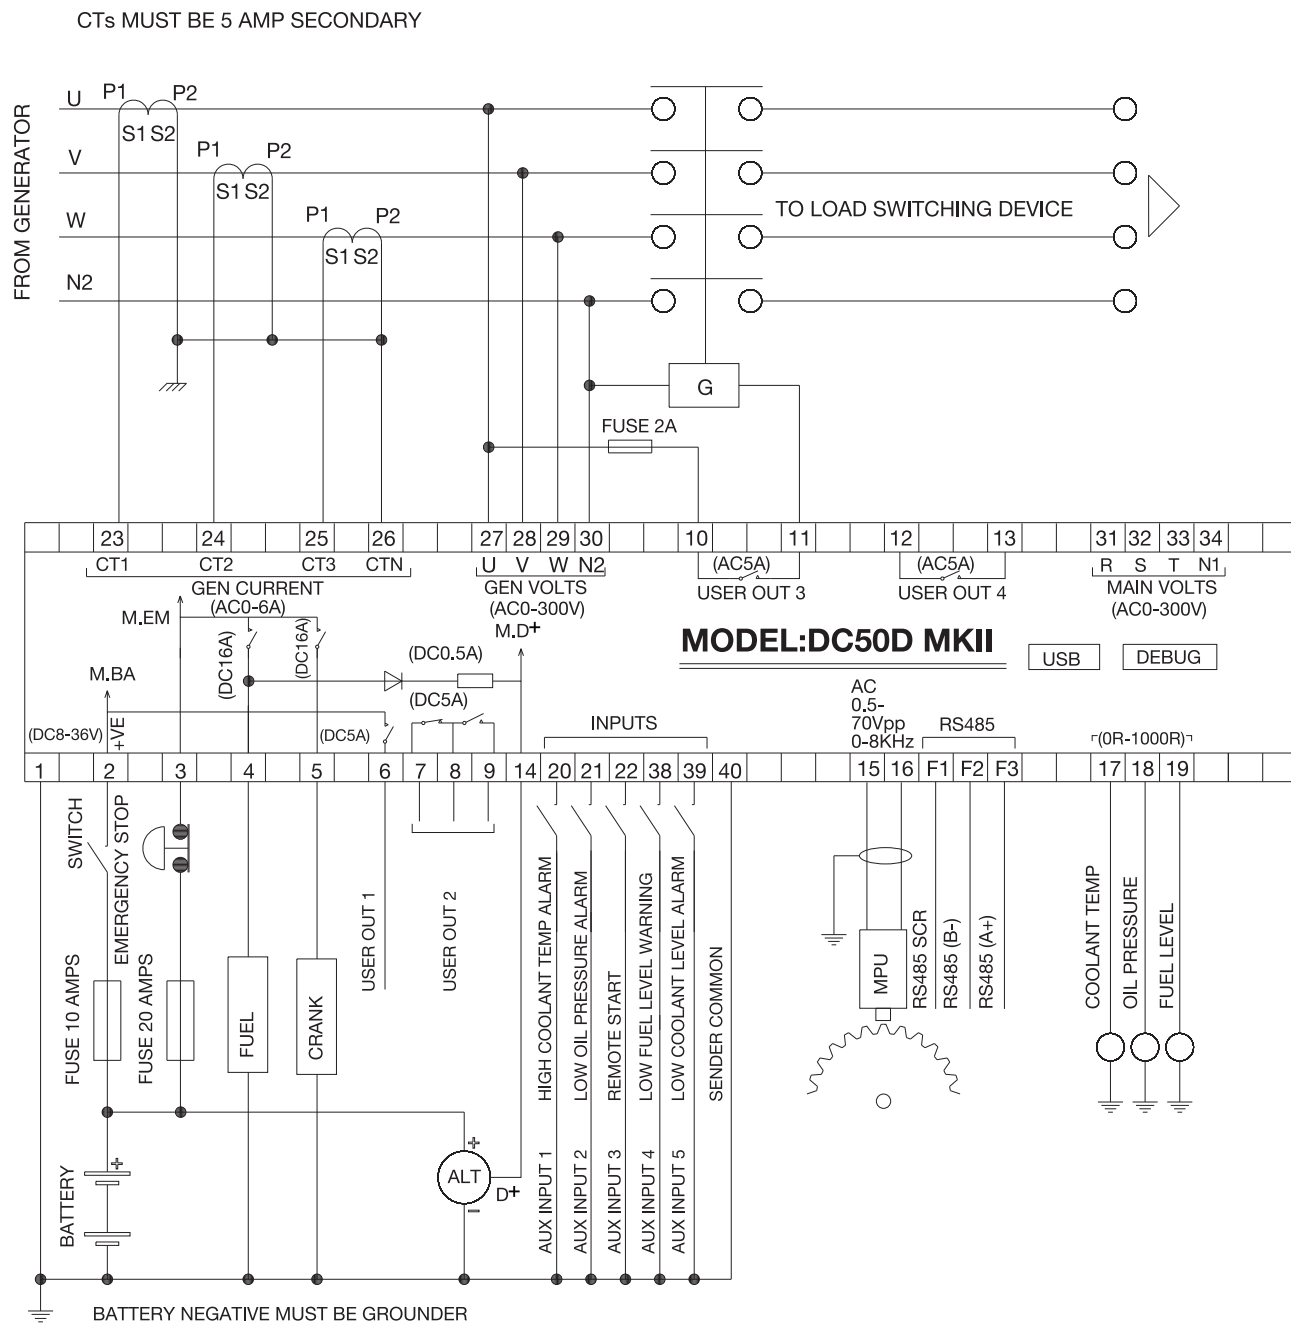 CTs MUST BE 5 AMP SECONDARY
FROM GENERATOR
U P1 P2
S1 S2
V P1 P2
S1 S2
W P1 P2
S1 S2
N2
TO LOAD SWITCHING DEVICE
G
FUSE 2A
23 24 25 26 27 28 29 30 10 11 12 13 31 32 33 34
CT1 CT2 CT3 CTN U V W N2 (AC5A) (AC5A) R S T N1
GEN CURRENT
(AC0-6A)
GEN VOLTS
(AC0-300V)
USER OUT 3
USER OUT 4
MAIN VOLTS
(AC0-300V)
M.EM
(DC16A)
(DC16A)
M.D+
(DC0.5A)
MODEL:DC50D MKII
USB
DEBUG
M.BA
(DC5A)
(DC8-36V)
+VE
(DC5A)
INPUTS
AC
0.5-
70Vpp
0-8KHz
RS485
(0R-1000R)
1 2 3 4 5 6 7 8 9 14 20 21 22 38 39 40 15 16 F1 F2 F3 17 18 19
SWITCH
EMERGENCY STOP
FUSE 10 AMPS
FUSE 20 AMPS
FUEL
CRANK
USER OUT 1
USER OUT 2
HIGH COOLANT TEMP ALARM
LOW OIL PRESSURE ALARM
REMOTE START
LOW FUEL LEVEL WARNING
LOW COOLANT LEVEL ALARM
SENDER COMMON
MPU
RS485 SCR
RS485 (B-)
RS485 (A+)
COOLANT TEMP
OIL PRESSURE
FUEL LEVEL
BATTERY
+
+
ALT
D+
−
AUX INPUT 1
AUX INPUT 2
AUX INPUT 3
AUX INPUT 4
AUX INPUT 5
BATTERY NEGATIVE MUST BE GROUNDER